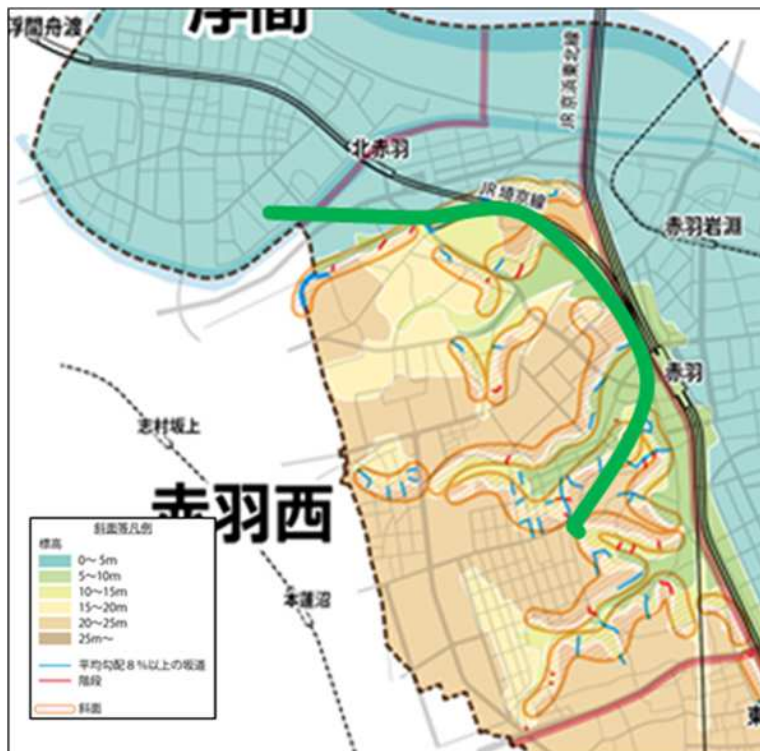 浮間
浮間舟渡
JR京浜東北線
北赤羽
JR埼京線
赤羽岩淵
赤羽
志村坂上
赤羽西
本蓮沼
斜面等凡例
標高
0～5m
5～10m
10～15m
15～20m
20～25m
25m～
平均勾配8%以上の坂道
階段
斜面
東